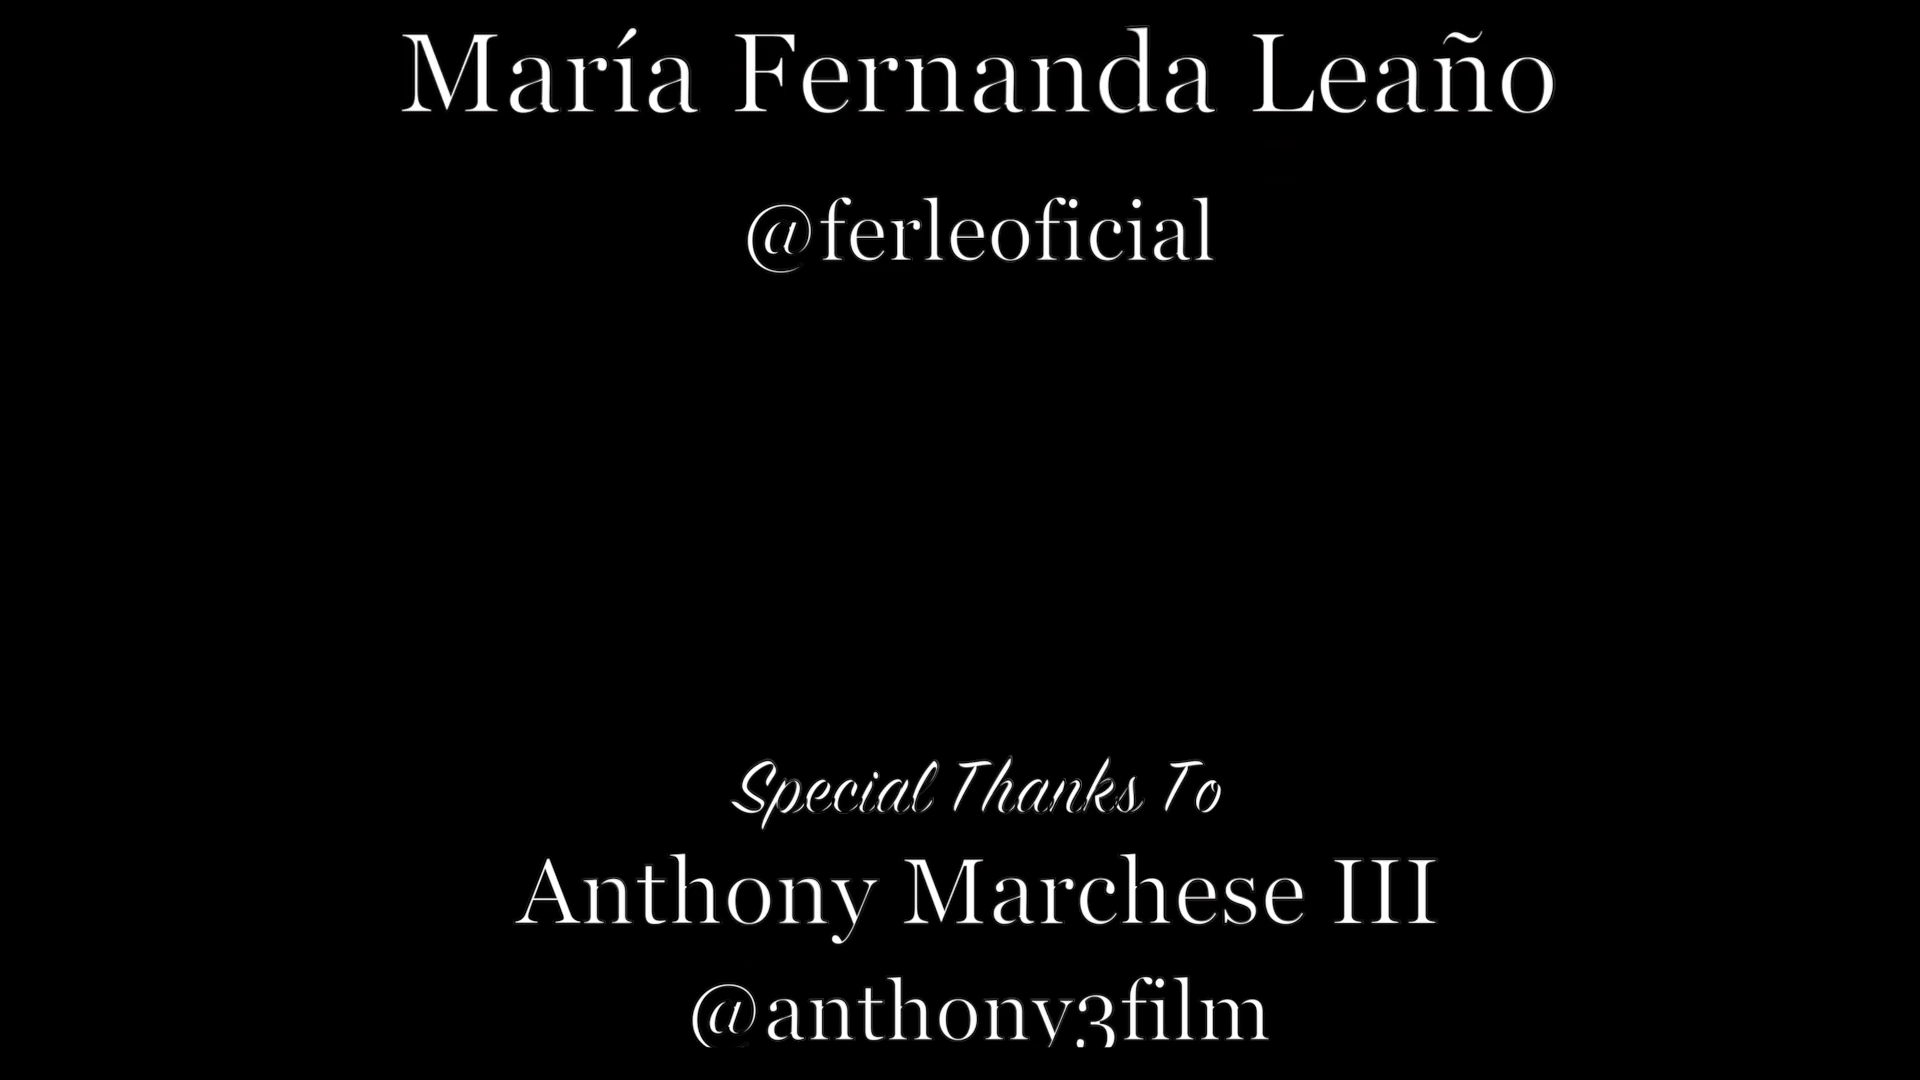 María Fernanda Leaño
@ferleoficial
Special Thanks To
Anthony Marchese III
@anthony3film